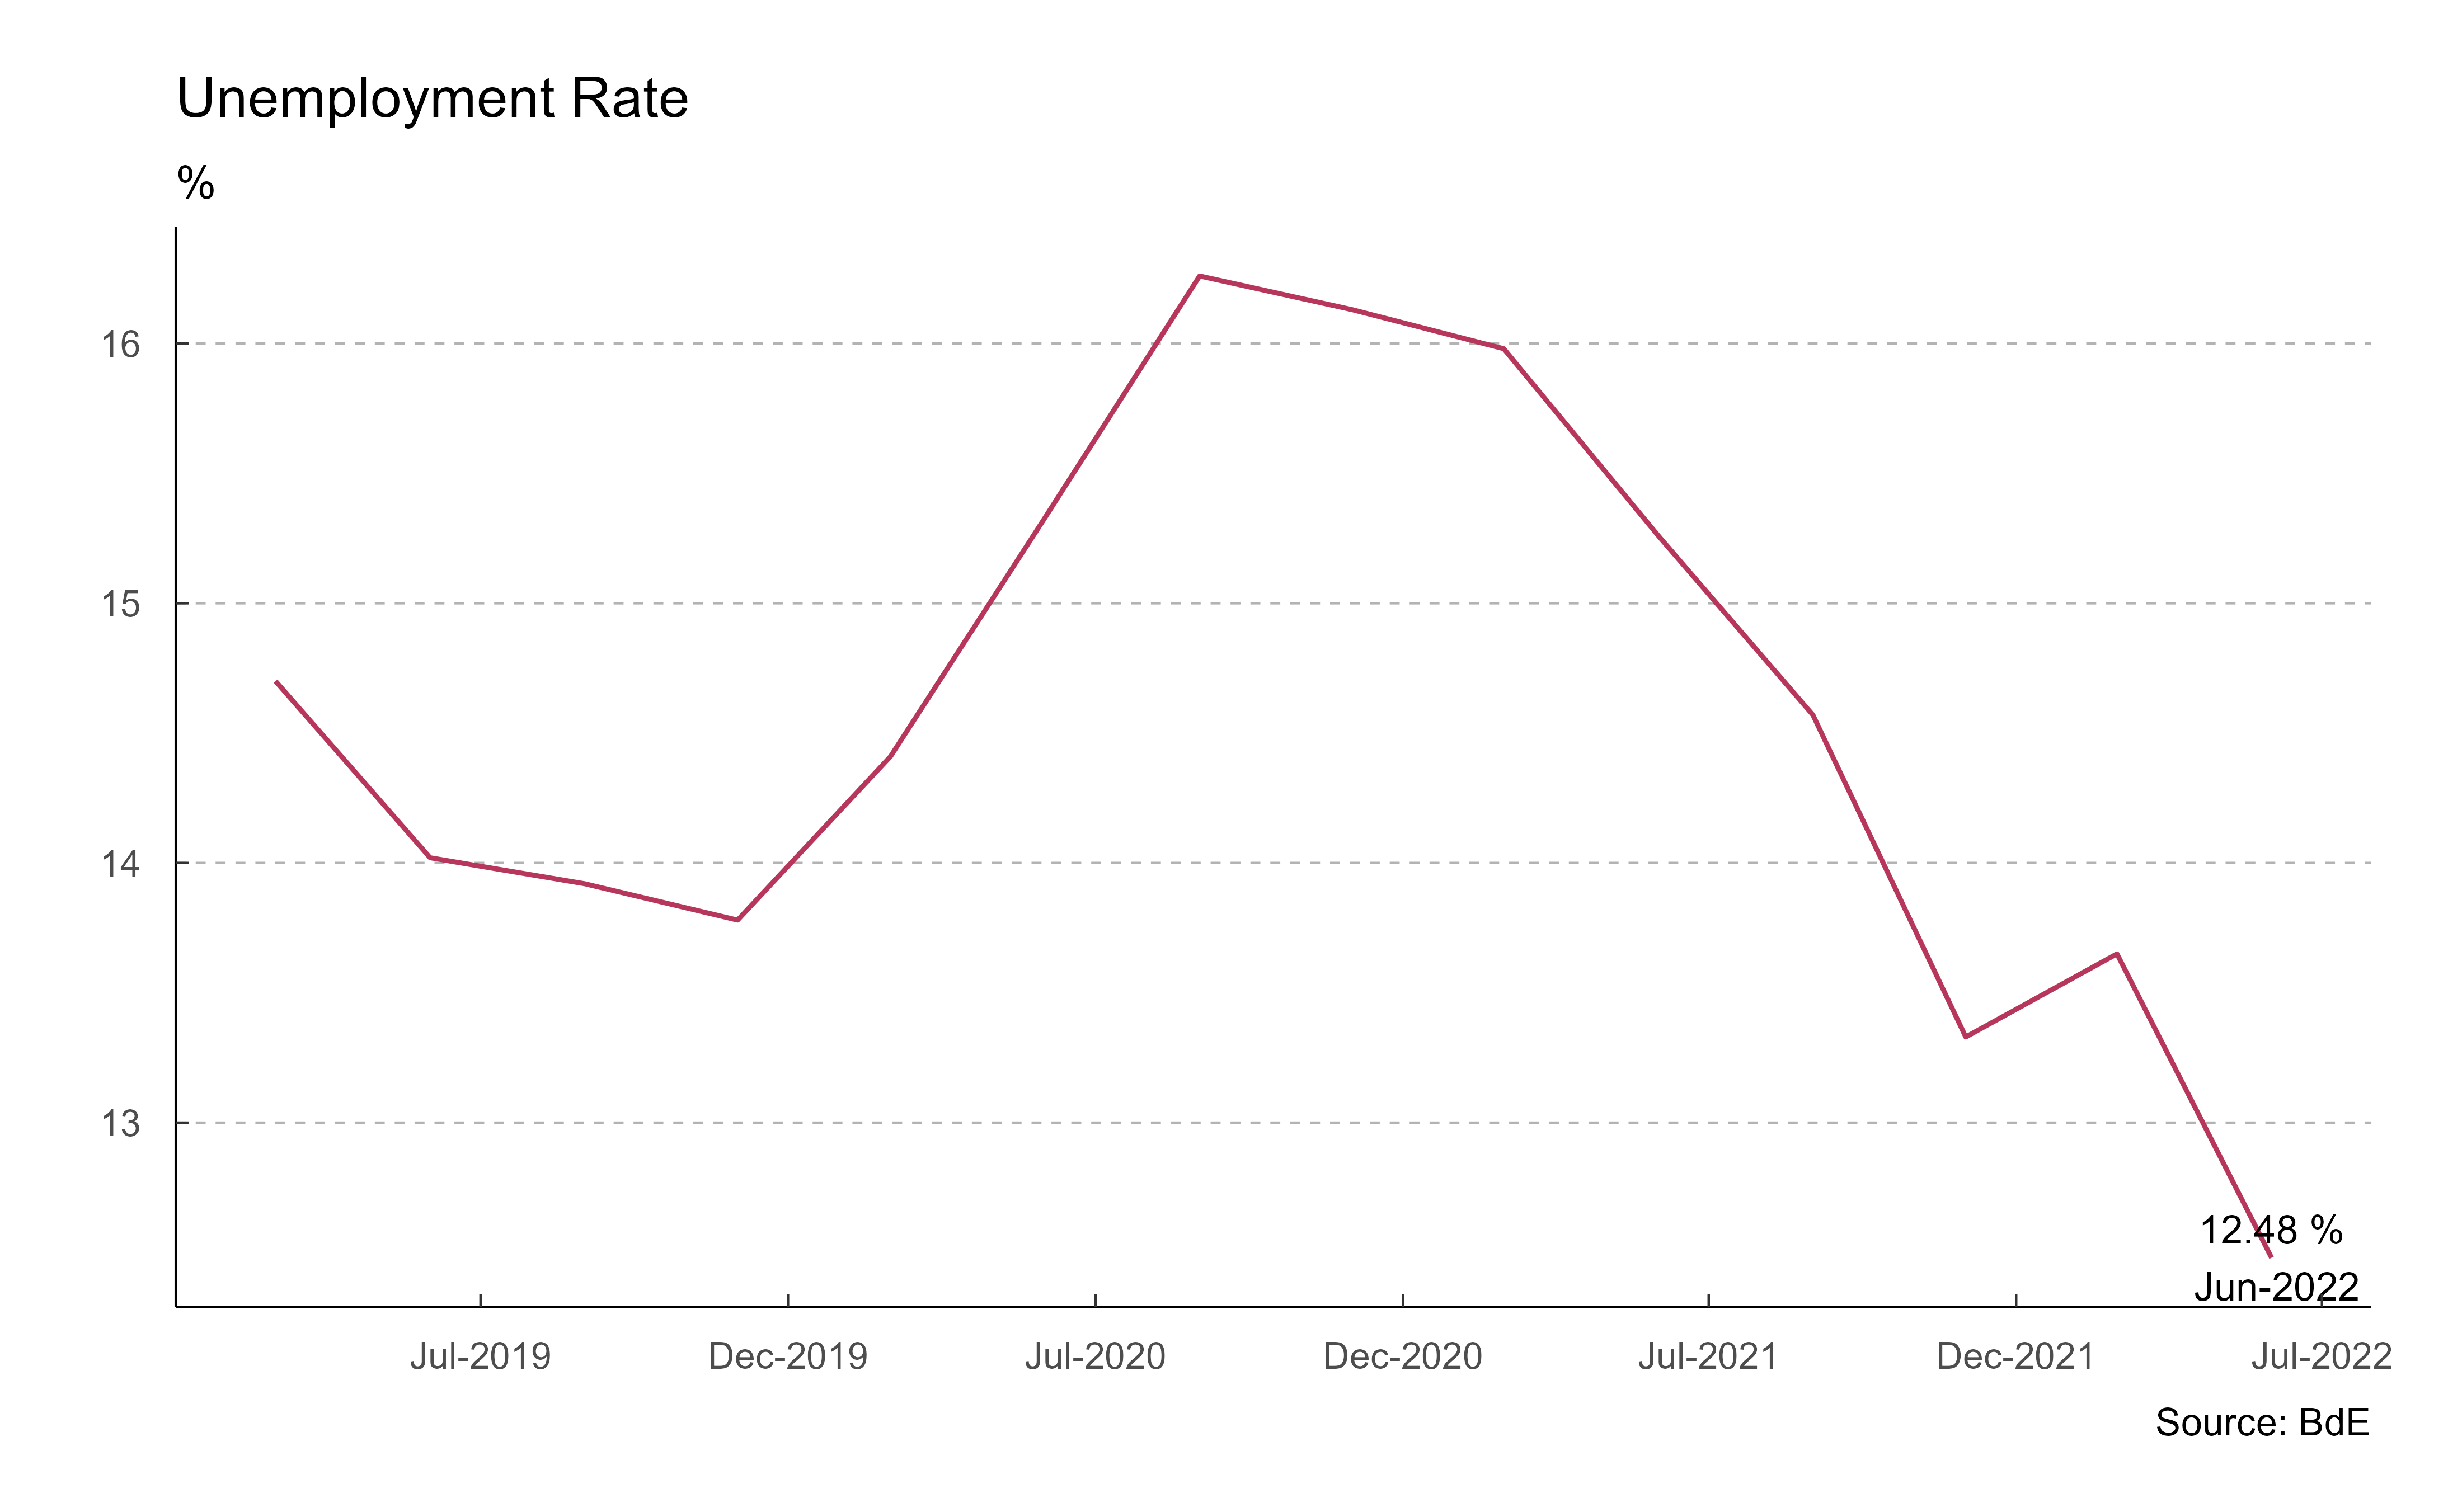 Unemployment Rate
%
16
15
14
13
12.48 %
Jun-2022
Jul-2019 Dec-2019 Jul-2020 Dec-2020 Jul-2021 Dec-2021 Jul-2022
Source: BdE